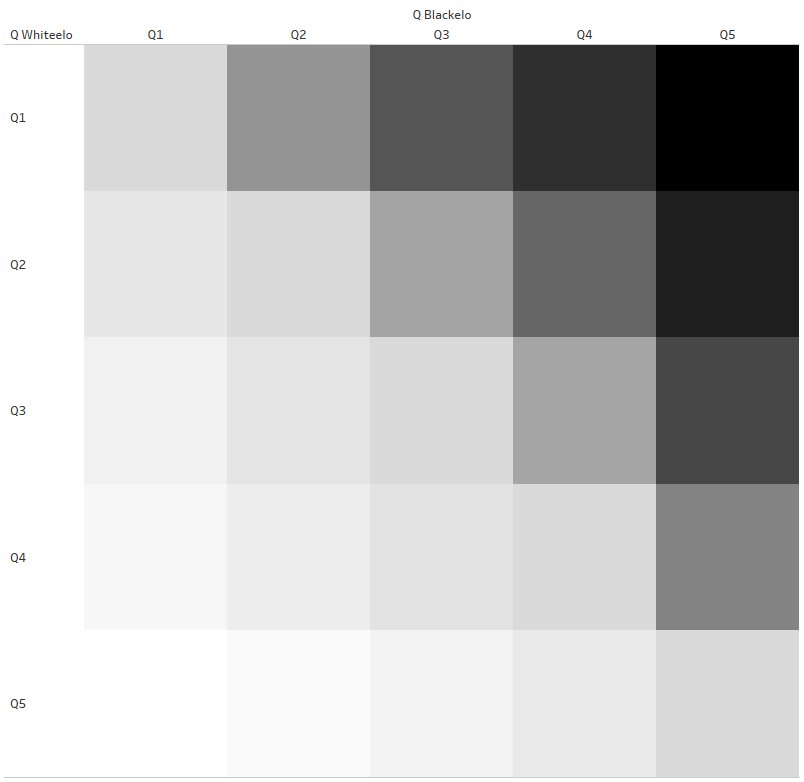 Q Blackelo
Q Whiteelo Q1 Q2 Q3 Q4 Q5
Q1
Q2
Q3
Q4
Q5